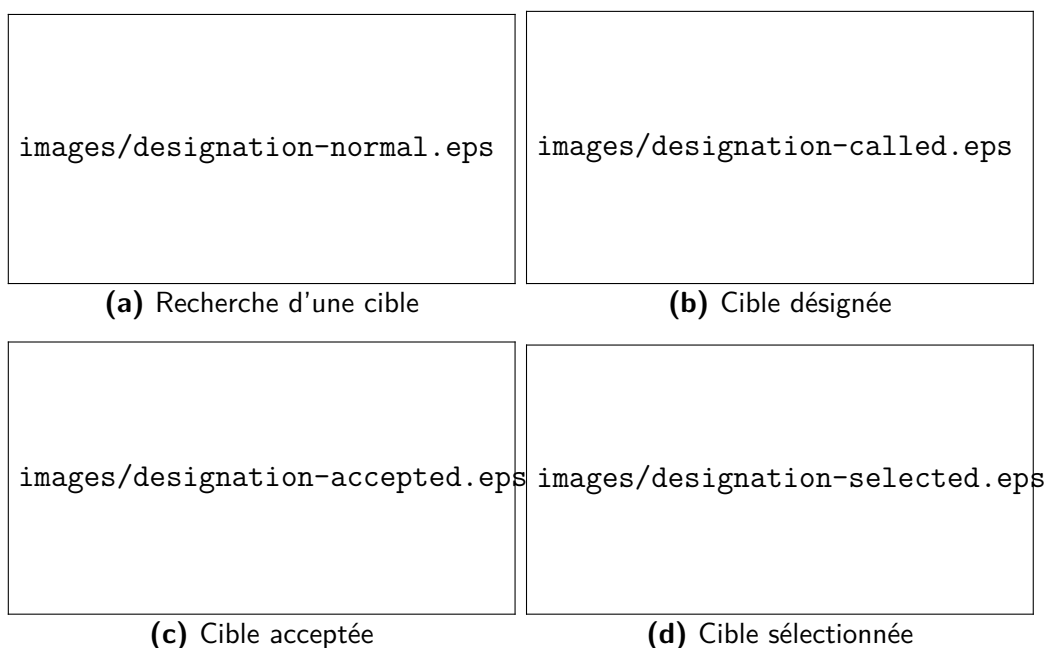 images/designation-normal.eps
images/designation-called.eps
(a) Recherche d'une cible
(b) Cible désignée
images/designation-accepted.eps
images/designation-selected.eps
(c) Cible acceptée
(d) Cible sélectionnée